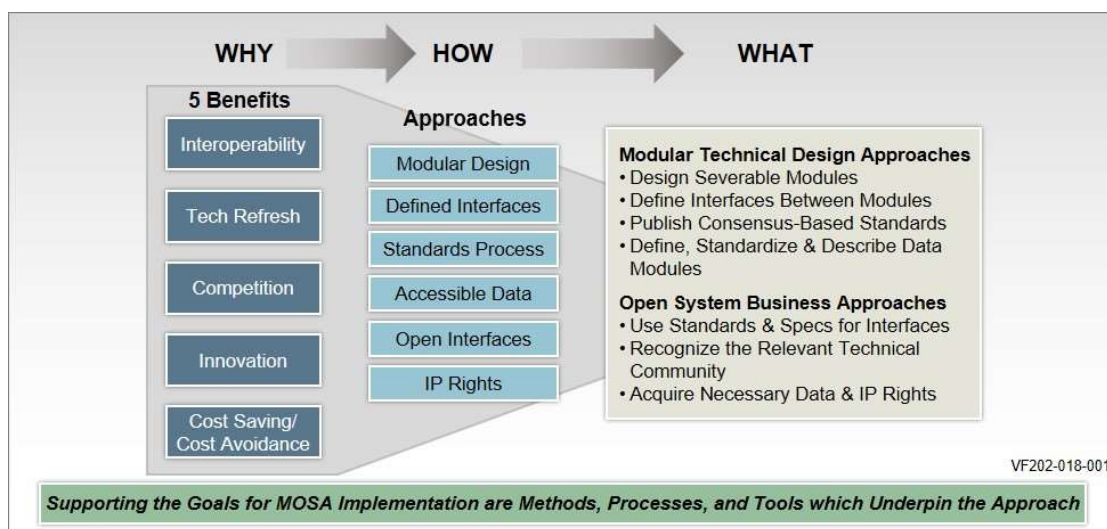 WHY
HOW
WHAT
5 Benefits
Interoperability
Tech Refresh
Competition
Innovation
Cost Saving/
Cost Avoidance
Approaches
Modular Design
Defined Interfaces
Standards Process
Accessible Data
Open Interfaces
IP Rights
Modular Technical Design Approaches
• Design Severable Modules
• Define Interfaces Between Modules
• Publish Consensus-Based Standards
• Define, Standardize & Describe Data
Modules
Open System Business Approaches
• Use Standards & Specs for Interfaces
• Recognize the Relevant Technical
Community
• Acquire Necessary Data & IP Rights
VF202-018-001
Supporting the Goals for MOSA Implementation are Methods, Processes, and Tools which Underpin the Approach